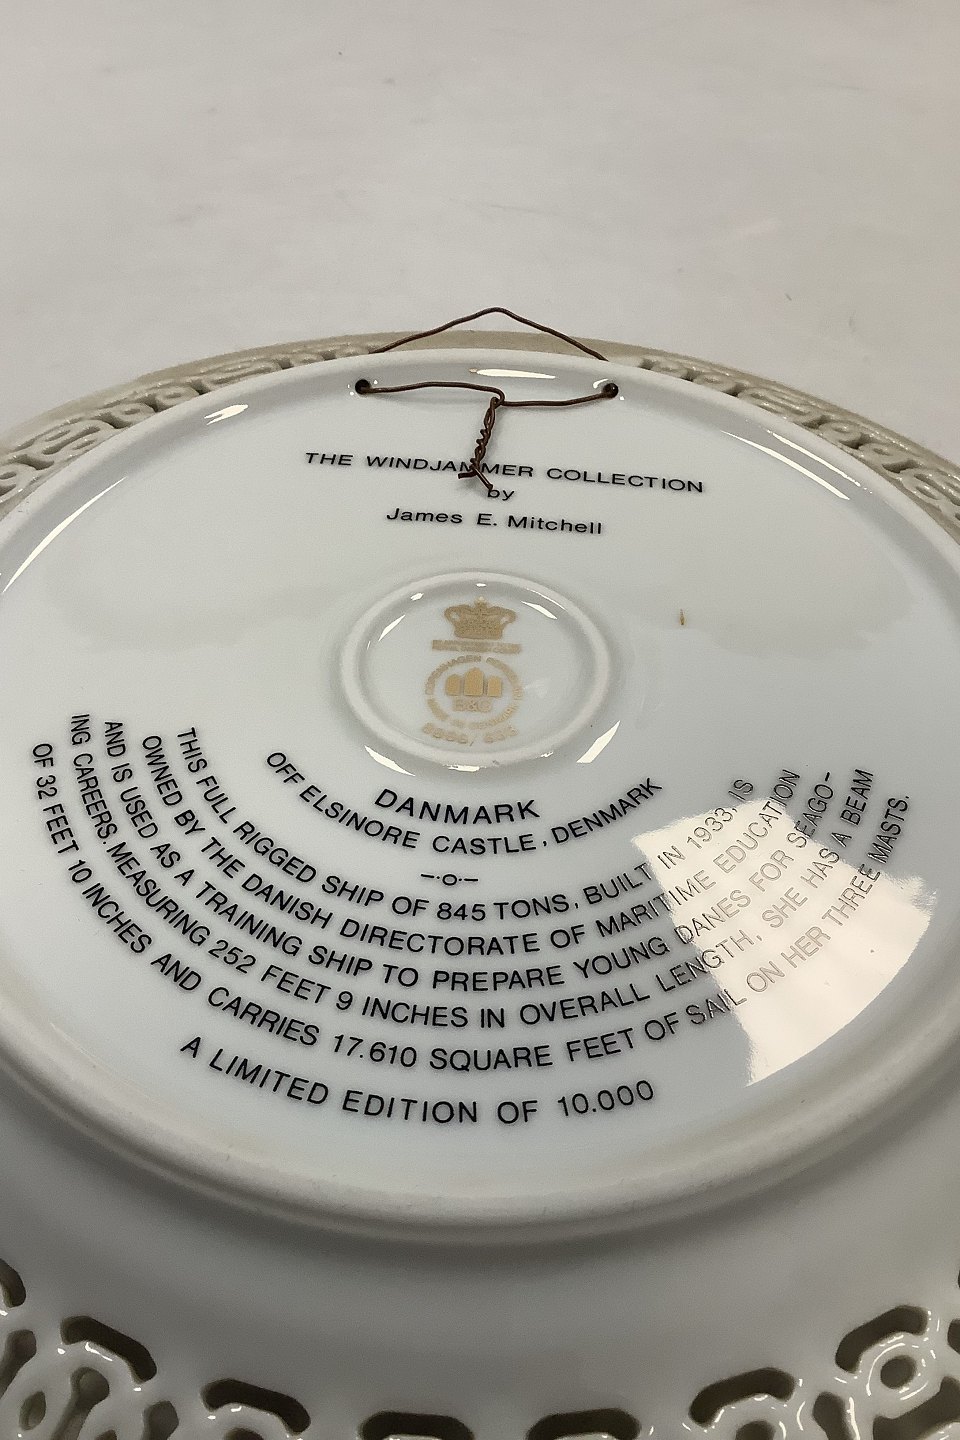 THE WINDJAMMER COLLECTION
by
James E. Mitchell
B&G
DANMARK
OFF ELSINORE CASTLE, DENMARK
THIS FULL RIGGED SHIP OF 845 TONS, BUILT IN 1933, IS
OWNED BY THE DANISH DIRECTORATE OF MARITIME EDUCATION
AND IS USED AS A TRAINING SHIP TO PREPARE YOUNG DANES FOR SEAGO-
ING CAREERS. MEASURING 252 FEET 9 INCHES IN OVERALL LENGTH, SHE HAS A BEAM
OF 32 FEET 10 INCHES AND CARRIES 17.610 SQUARE FEET OF SAIL ON HER THREE MASTS.
A LIMITED EDITION OF 10.000